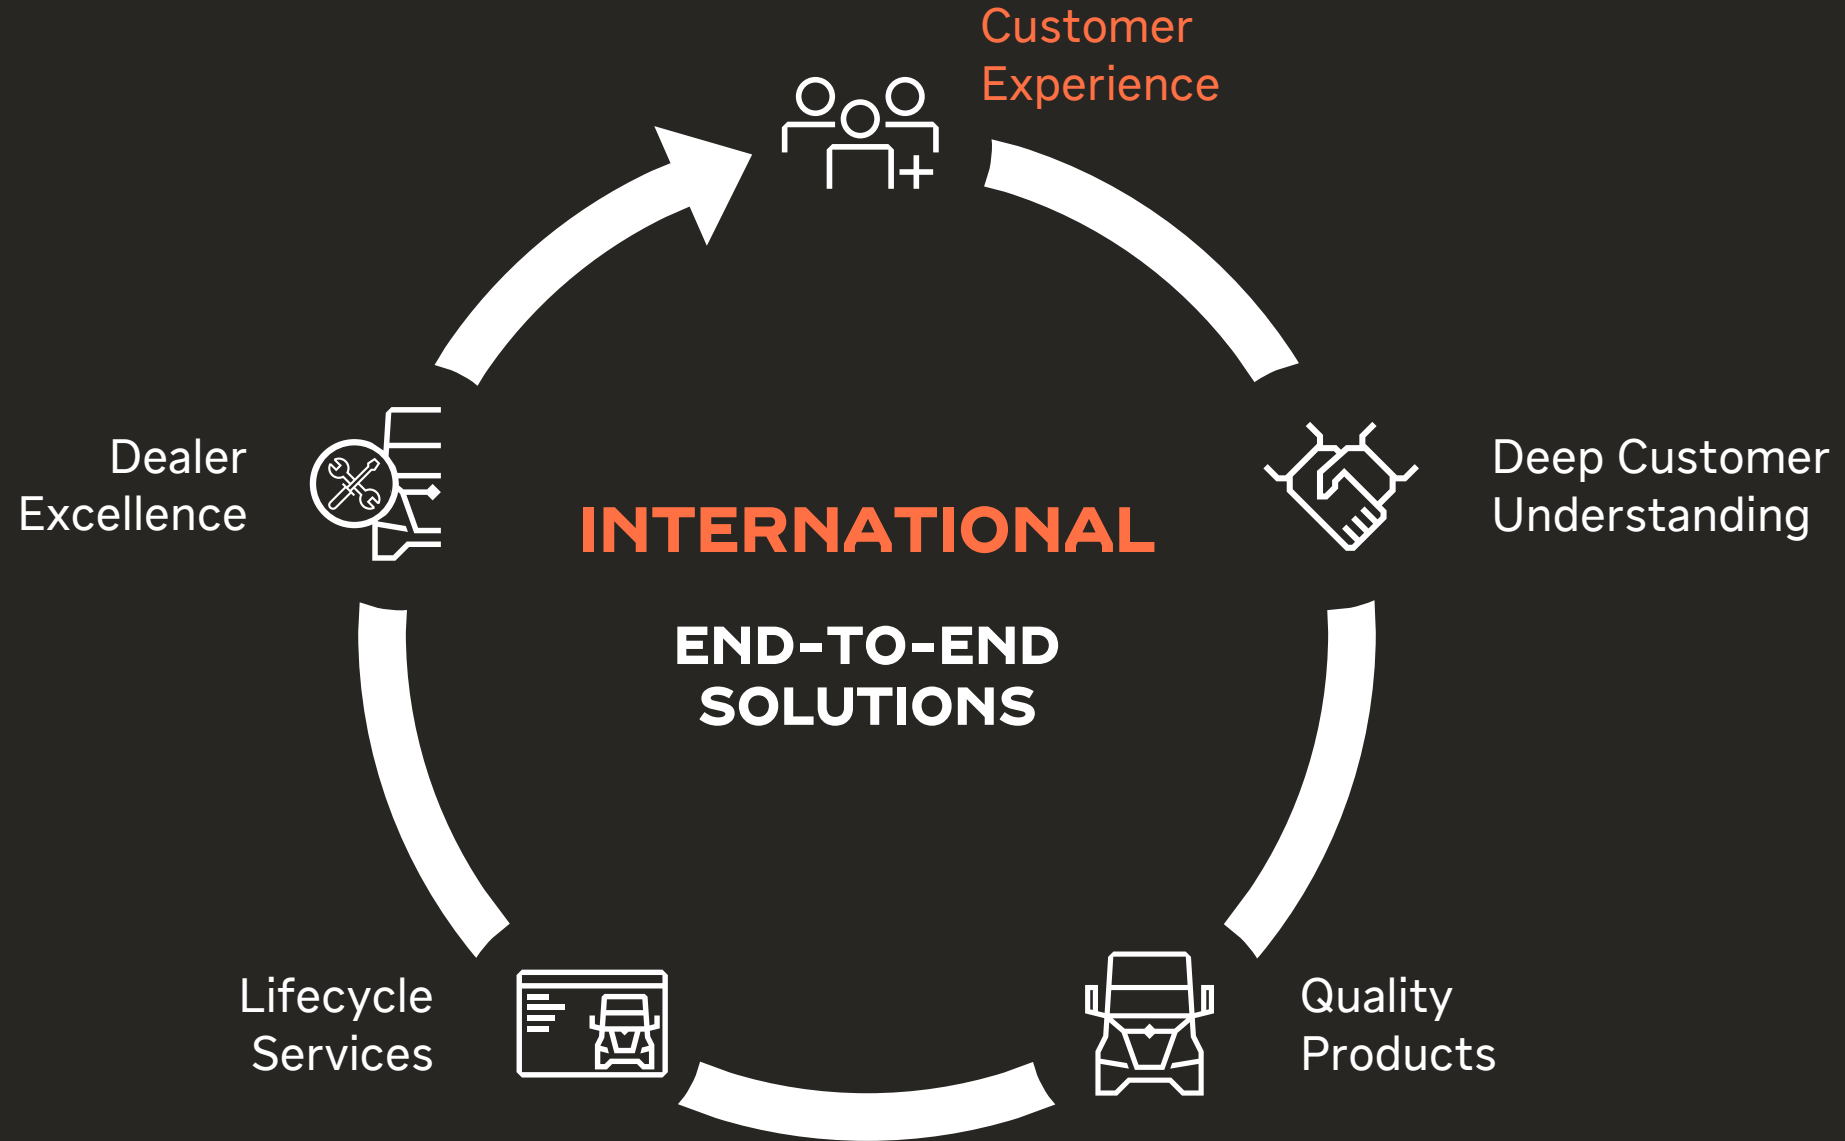 Customer
Experience
Deep Customer
Understanding
Quality
Products
Lifecycle
Services
Dealer
Excellence
INTERNATIONAL
END-TO-END
SOLUTIONS